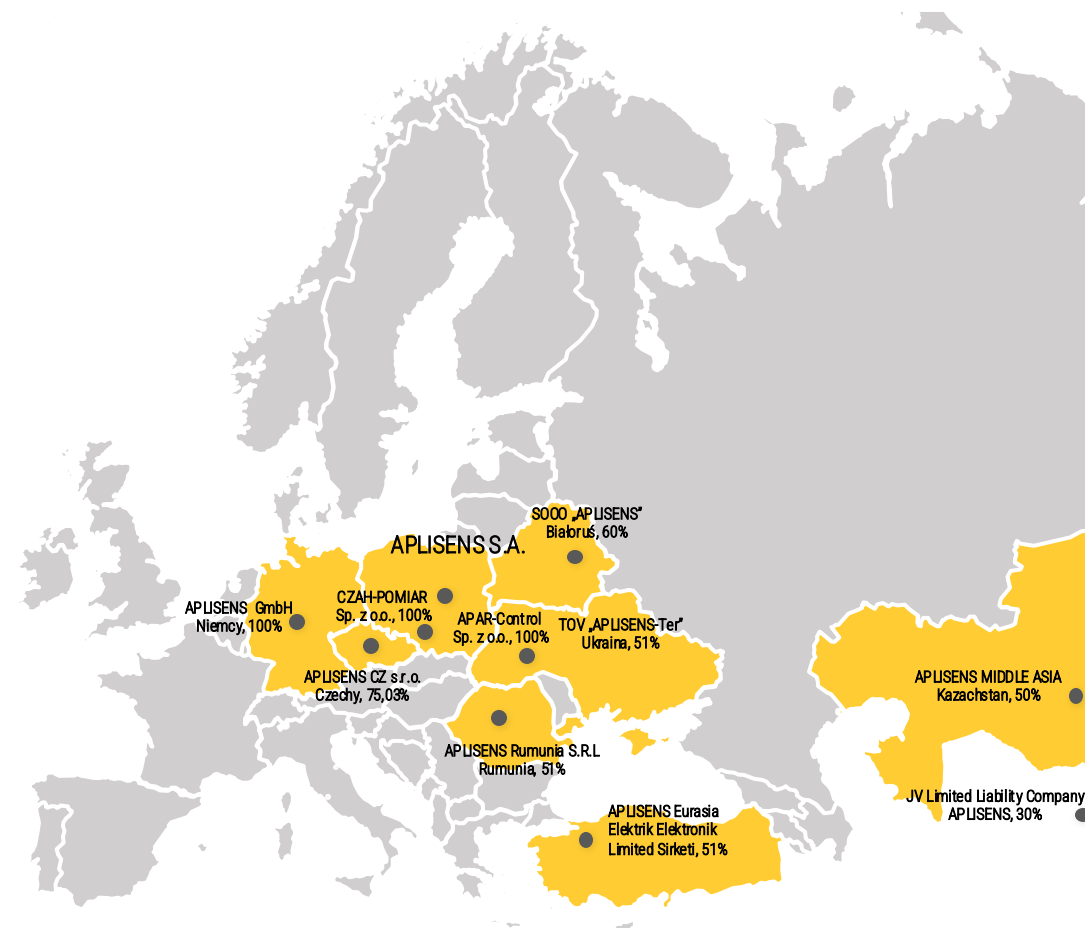 SOOO „APLISENS”
Białoruś, 60%
APLISENS S.A.
CZAH-POMIAR
Sp. z o.o., 100%
APLISENS GmbH
Niemcy, 100%
APAR-Control
Sp. z o.o., 100%
TOV „APLISENS-Ter”
Ukraina, 51%
APLISENS CZ s.r.o.
Czechy, 75,03%
APLISENS MIDDLE ASIA
Kazachstan, 50%
APLISENS Rumunia S.R.L
Rumunia, 51%
JV Limited Liability Company
APLISENS, 30%
APLISENS Eurasia
Elektrik Elektronik
Limited Sirketi, 51%